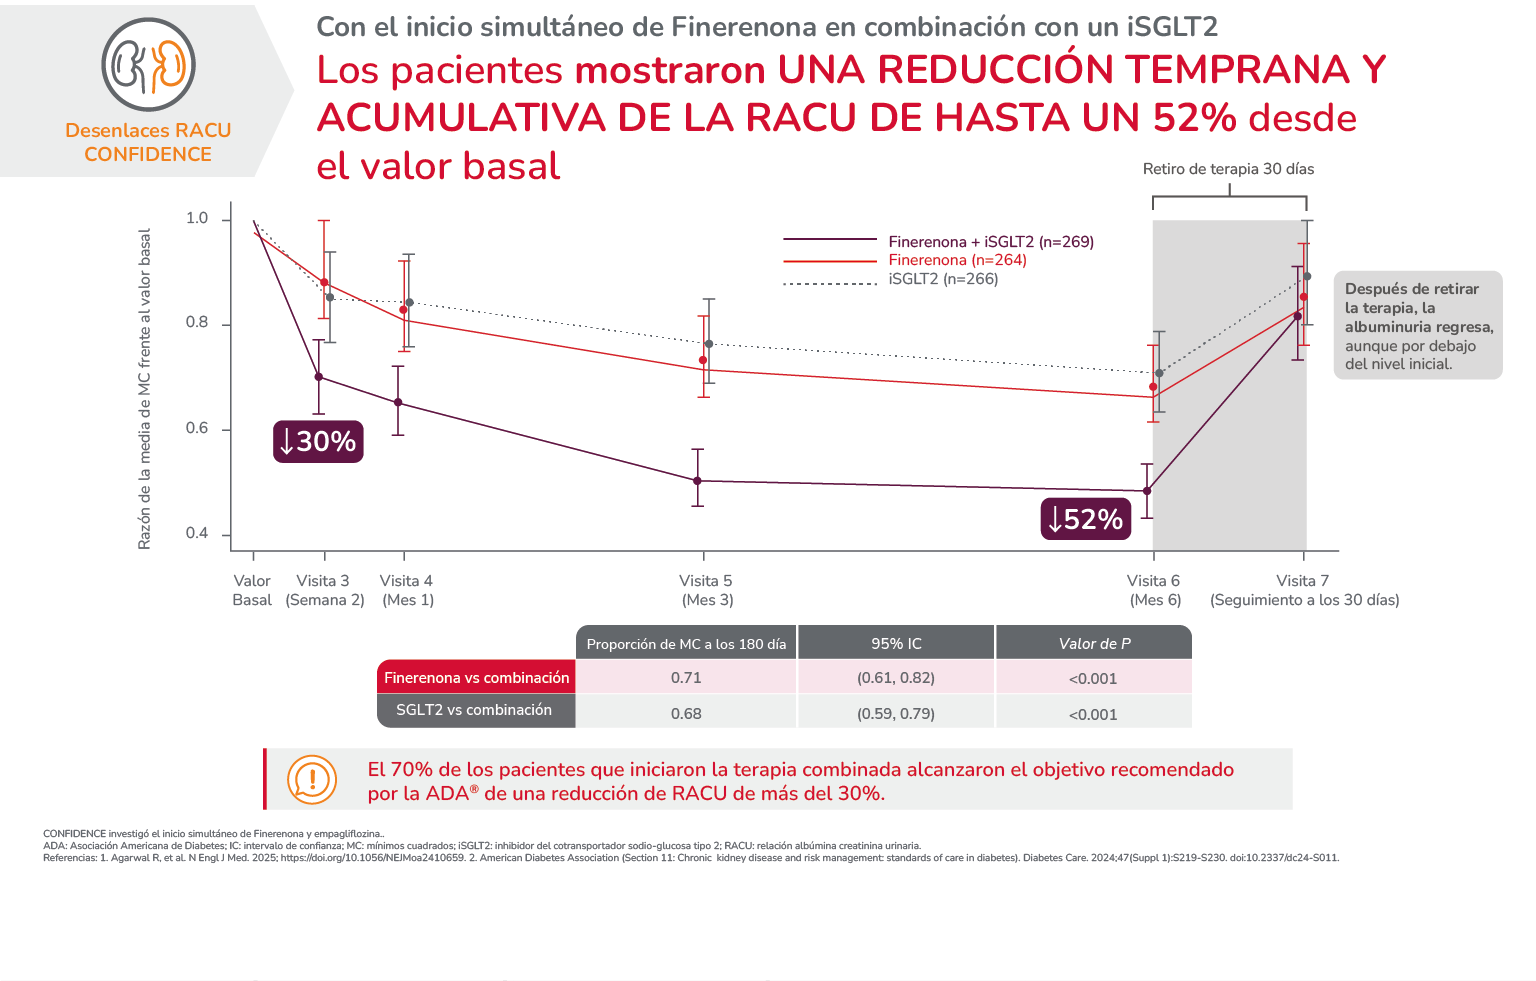 Desenlaces RACU
CONFIDENCE
Con el inicio simultáneo de Finerenona en combinación con un iSGLT2
Los pacientes mostraron UNA REDUCCIÓN TEMPRANA Y
ACUMULATIVA DE LA RACU DE HASTA UN 52% desde
el valor basal
Retiro de terapia 30 días
Razón de la media de MC frente al valor basal
1.0
0.8
0.6
0.4
Finerenona + iSGLT2 (n=269)
Finerenona (n=264)
iSGLT2 (n=266)
Después de retirar
la terapia, la
albuminuria regresa,
aunque por debajo
del nivel inicial.
↓30%
↓52%
Valor
Basal
Visita 3
(Semana 2)
Visita 4
(Mes 1)
Visita 5
(Mes 3)
Visita 6
(Mes 6)
Visita 7
(Seguimiento a los 30 días)
Proporción de MC a los 180 día 95% IC Valor de P
Finerenona vs combinación 0.71 (0.61, 0.82) <0.001
SGLT2 vs combinación 0.68 (0.59, 0.79) <0.001
El 70% de los pacientes que iniciaron la terapia combinada alcanzaron el objetivo recomendado
por la ADA® de una reducción de RACU de más del 30%.
CONFIDENCE investigó el inicio simultáneo de Finerenona y empagliflozina..
ADA: Asociación Americana de Diabetes; IC: intervalo de confianza; MC: mínimos cuadrados; iSGLT2: inhibidor del cotransportador sodio-glucosa tipo 2; RACU: relación albúmina creatinina urinaria.
Referencias: 1. Agarwal R, et al. N Engl J Med. 2025; https://doi.org/10.1056/NEJMoa2410659. 2. American Diabetes Association (Section 11: Chronic kidney disease and risk management: standards of care in diabetes). Diabetes Care. 2024;47(Suppl 1):S219-S230. doi:10.2337/dc24-S011.